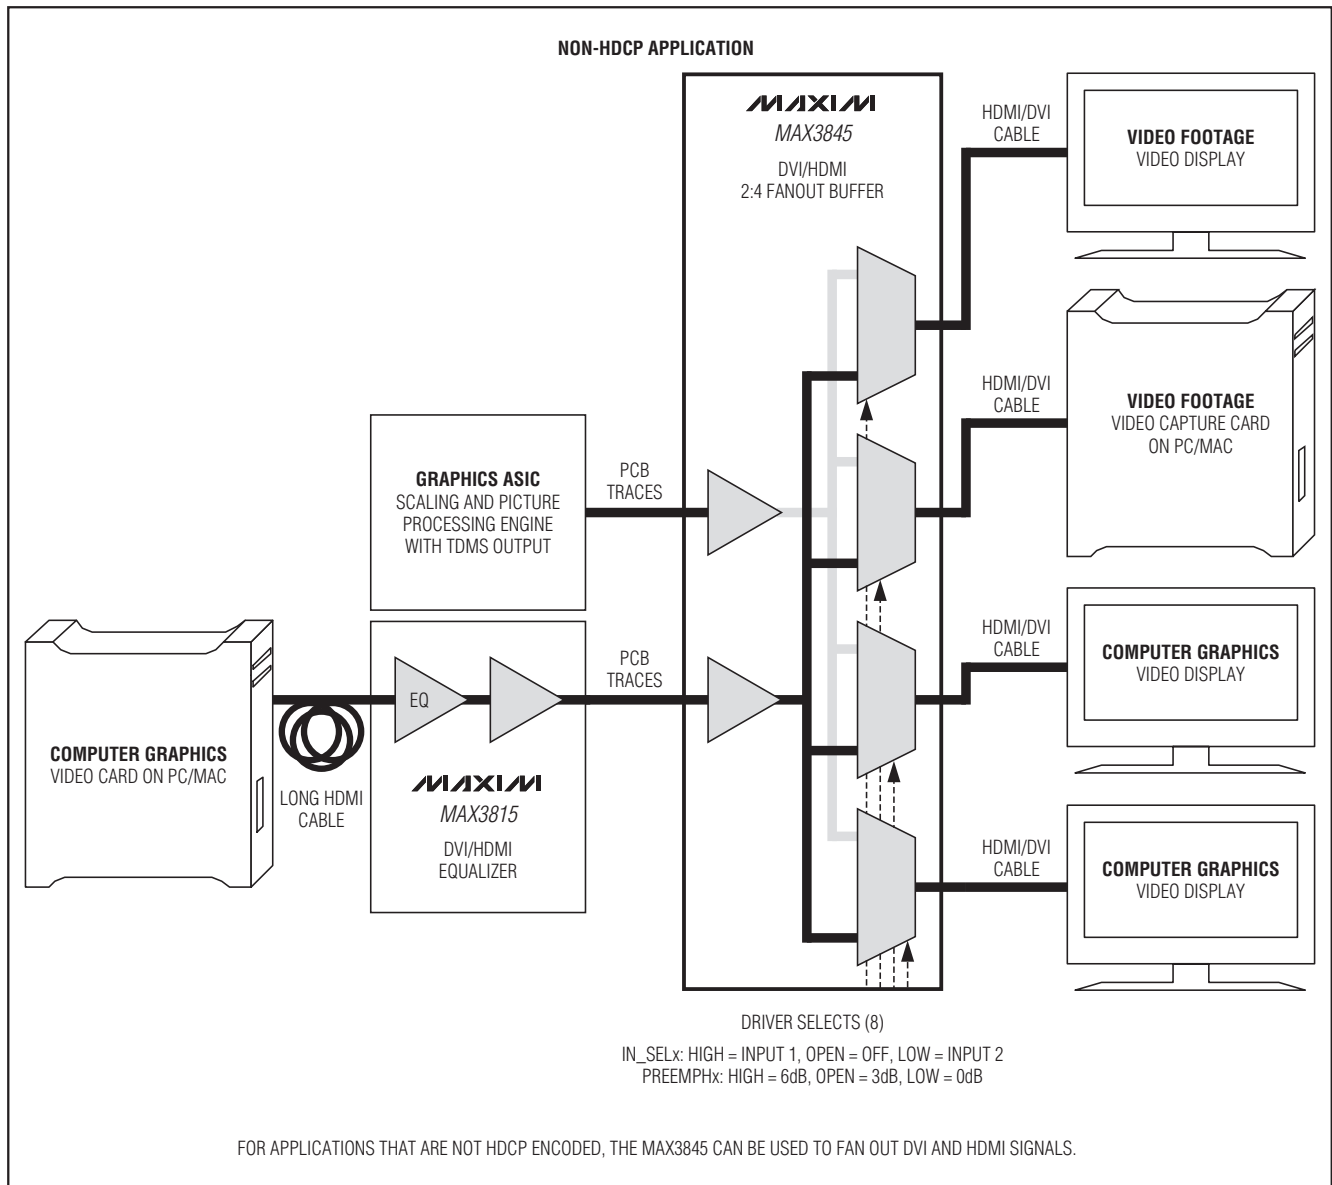 NON-HDCP APPLICATION
MAXIM
MAX3845
DVI/HDMI
2:4 FANOUT BUFFER
HDMI/DVI
CABLE
VIDEO FOOTAGE
VIDEO DISPLAY
HDMI/DVI
CABLE
VIDEO FOOTAGE
VIDEO CAPTURE CARD
ON PC/MAC
GRAPHICS ASIC
SCALING AND PICTURE
PROCESSING ENGINE
WITH TDMS OUTPUT
PCB
TRACES
HDMI/DVI
CABLE
COMPUTER GRAPHICS
VIDEO DISPLAY
COMPUTER GRAPHICS
VIDEO CARD ON PC/MAC
LONG HDMI
CABLE
EQ
MAXIM
MAX3815
DVI/HDMI
EQUALIZER
PCB
TRACES
HDMI/DVI
CABLE
COMPUTER GRAPHICS
VIDEO DISPLAY
DRIVER SELECTS (8)
IN_SELx: HIGH = INPUT 1, OPEN = OFF, LOW = INPUT 2
PREEMPHx: HIGH = 6dB, OPEN = 3dB, LOW = 0dB
FOR APPLICATIONS THAT ARE NOT HDCP ENCODED, THE MAX3845 CAN BE USED TO FAN OUT DVI AND HDMI SIGNALS.